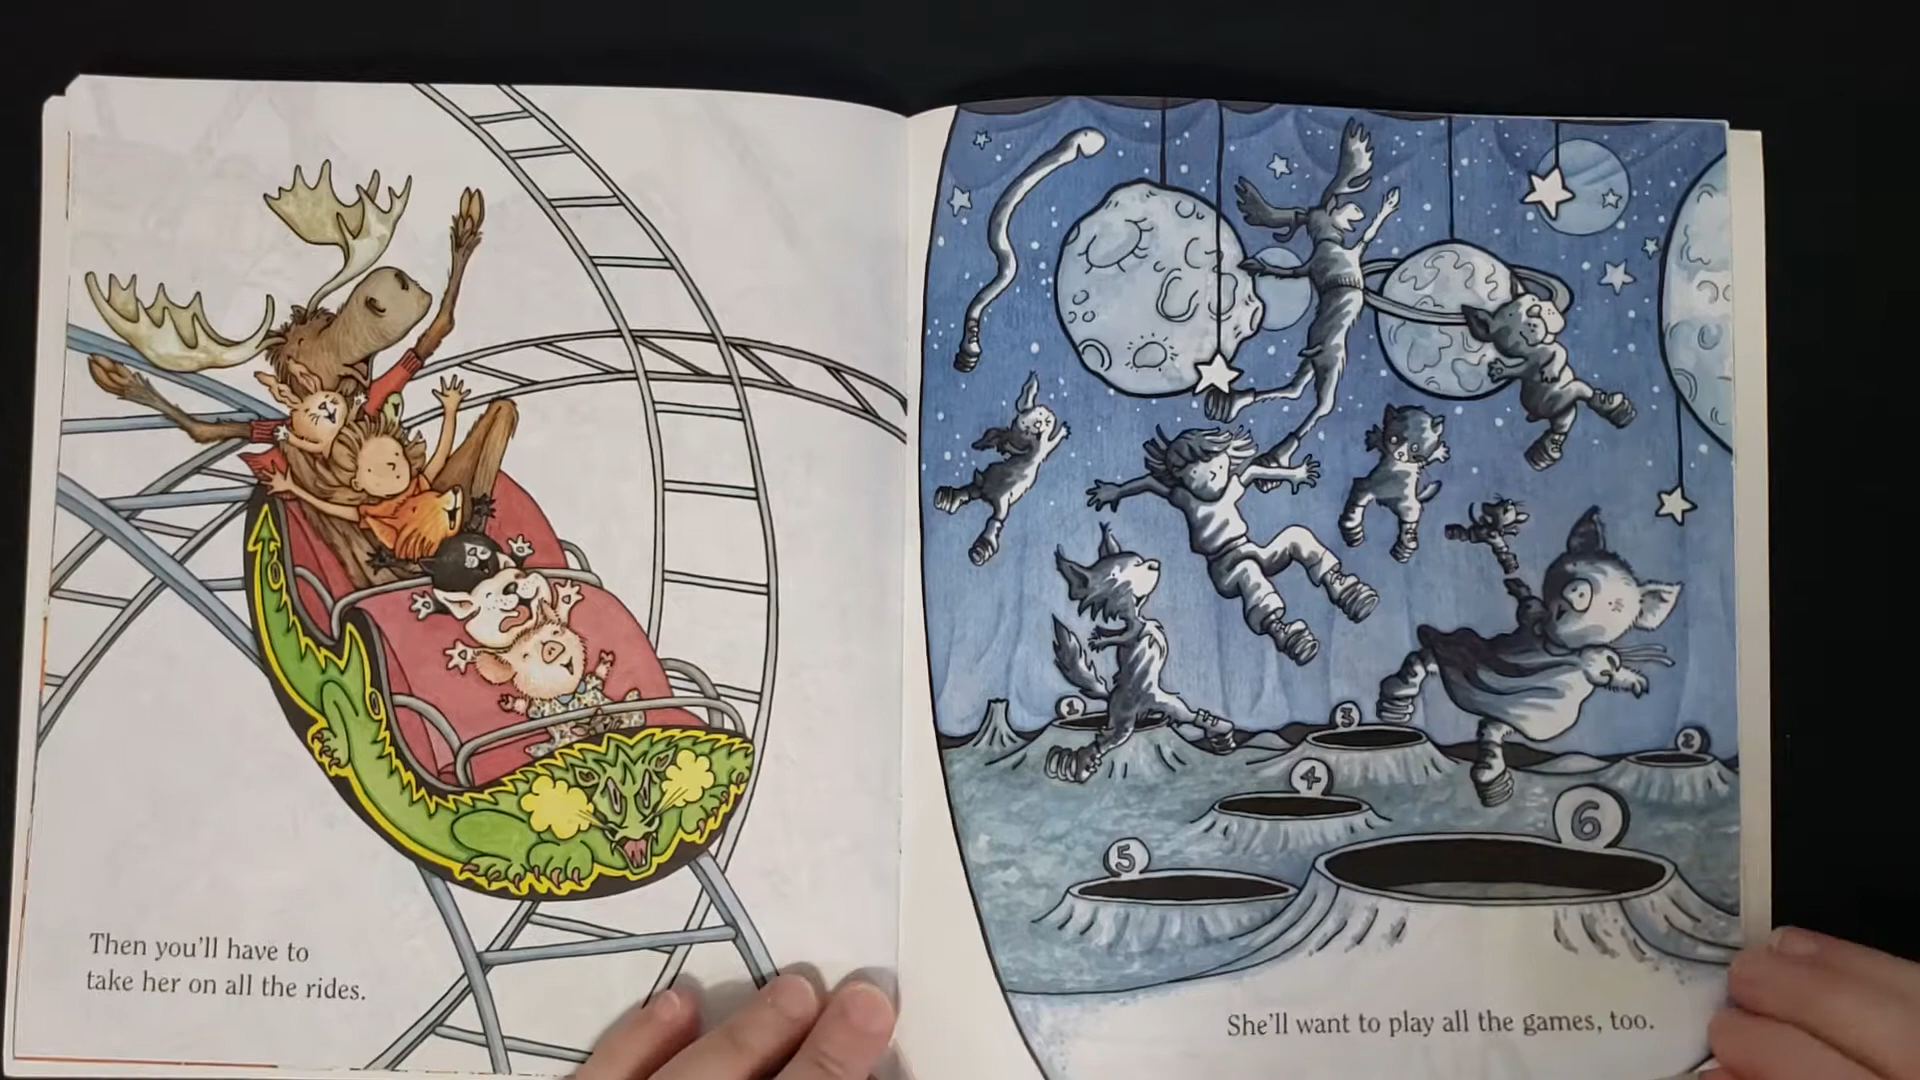 Then you'll have to
take her on all the rides.
1
3
2
4
6
5
She'll want to play all the games, too.